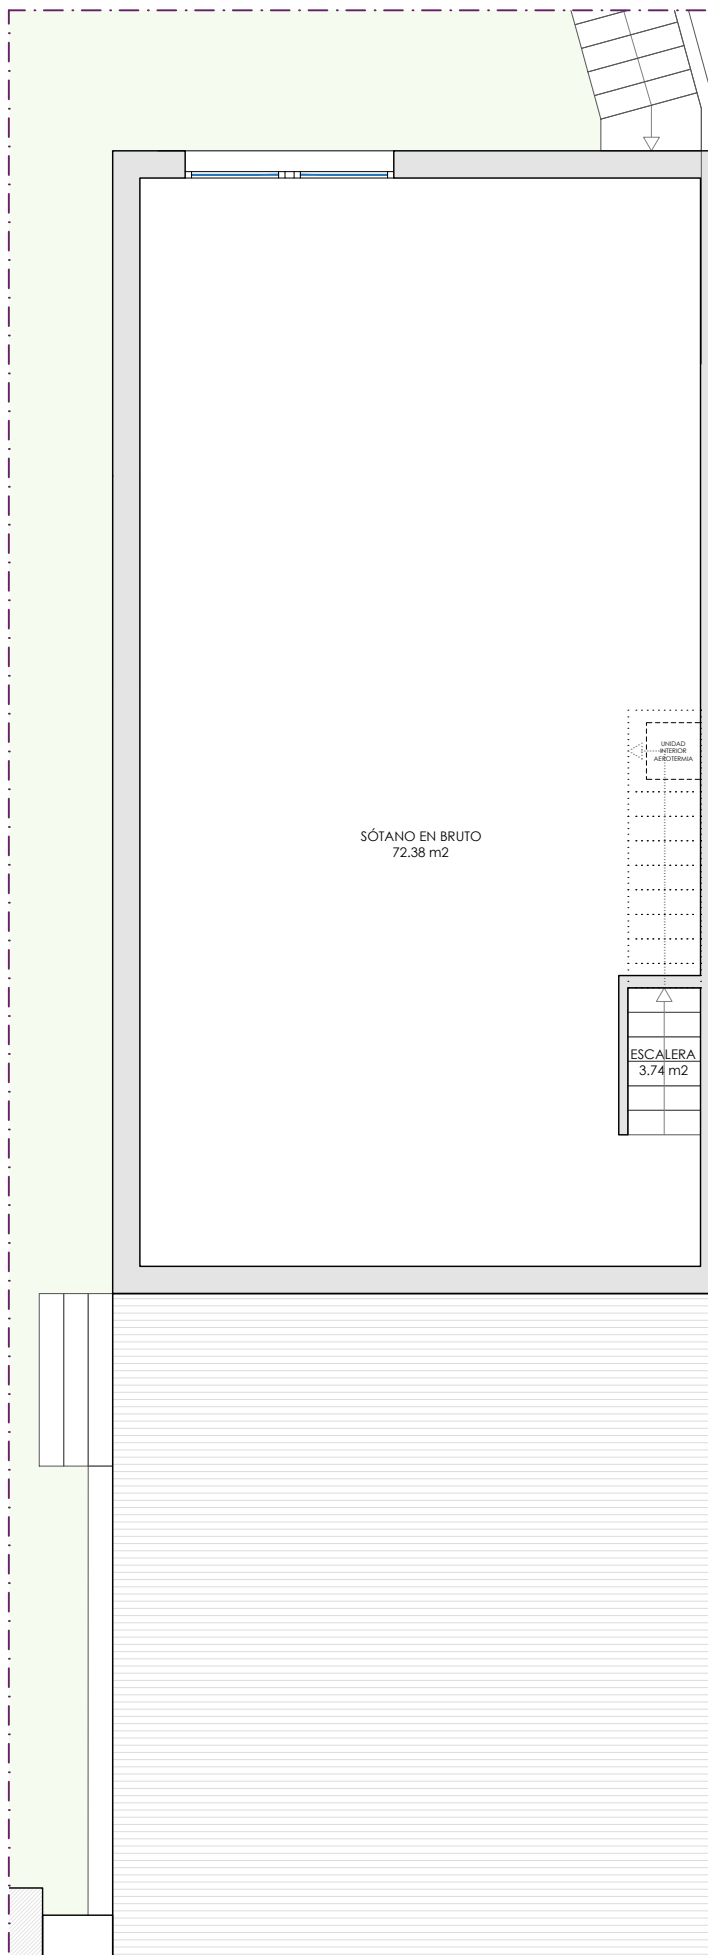 UNIDAD
INTERIOR
AEROTERMIA
SÓTANO EN BRUTO
72.38 m2
ESCALERA
3.74 m2